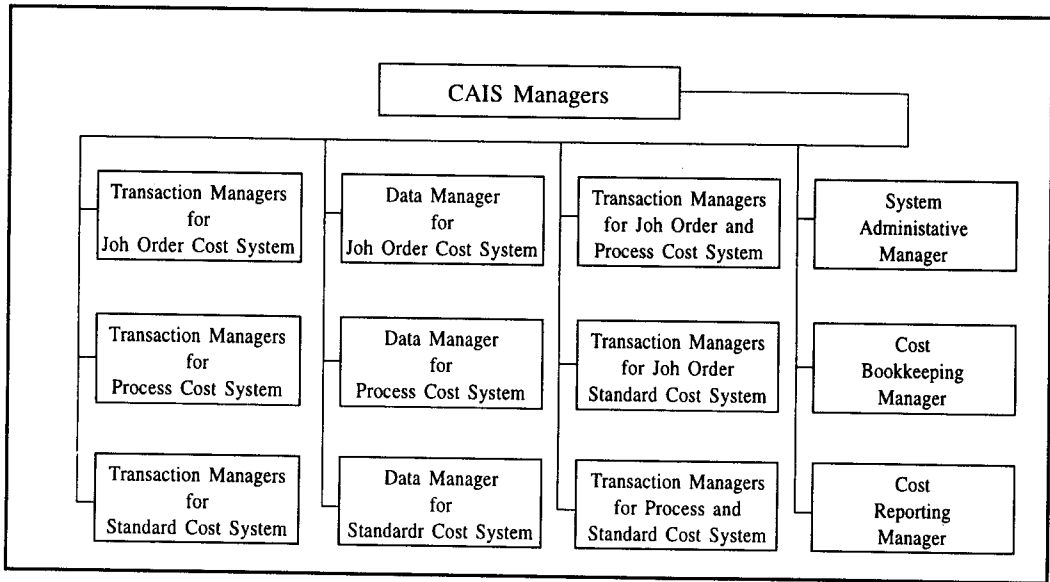 CAIS Managers
Transaction Managers
for
Joh Order Cost System
Data Manager
for
Joh Order Cost System
Transaction Managers
for Joh Order and
Process Cost System
System
Administative
Manager
Transaction Managers
for
Process Cost System
Data Manager
for
Process Cost System
Transaction Managers
for Joh Order
Standard Cost System
Cost
Bookkeeping
Manager
Transaction Managers
for
Standard Cost System
Data Manager
for
Standardr Cost System
Transaction Managers
for Process and
Standard Cost System
Cost
Reporting
Manager